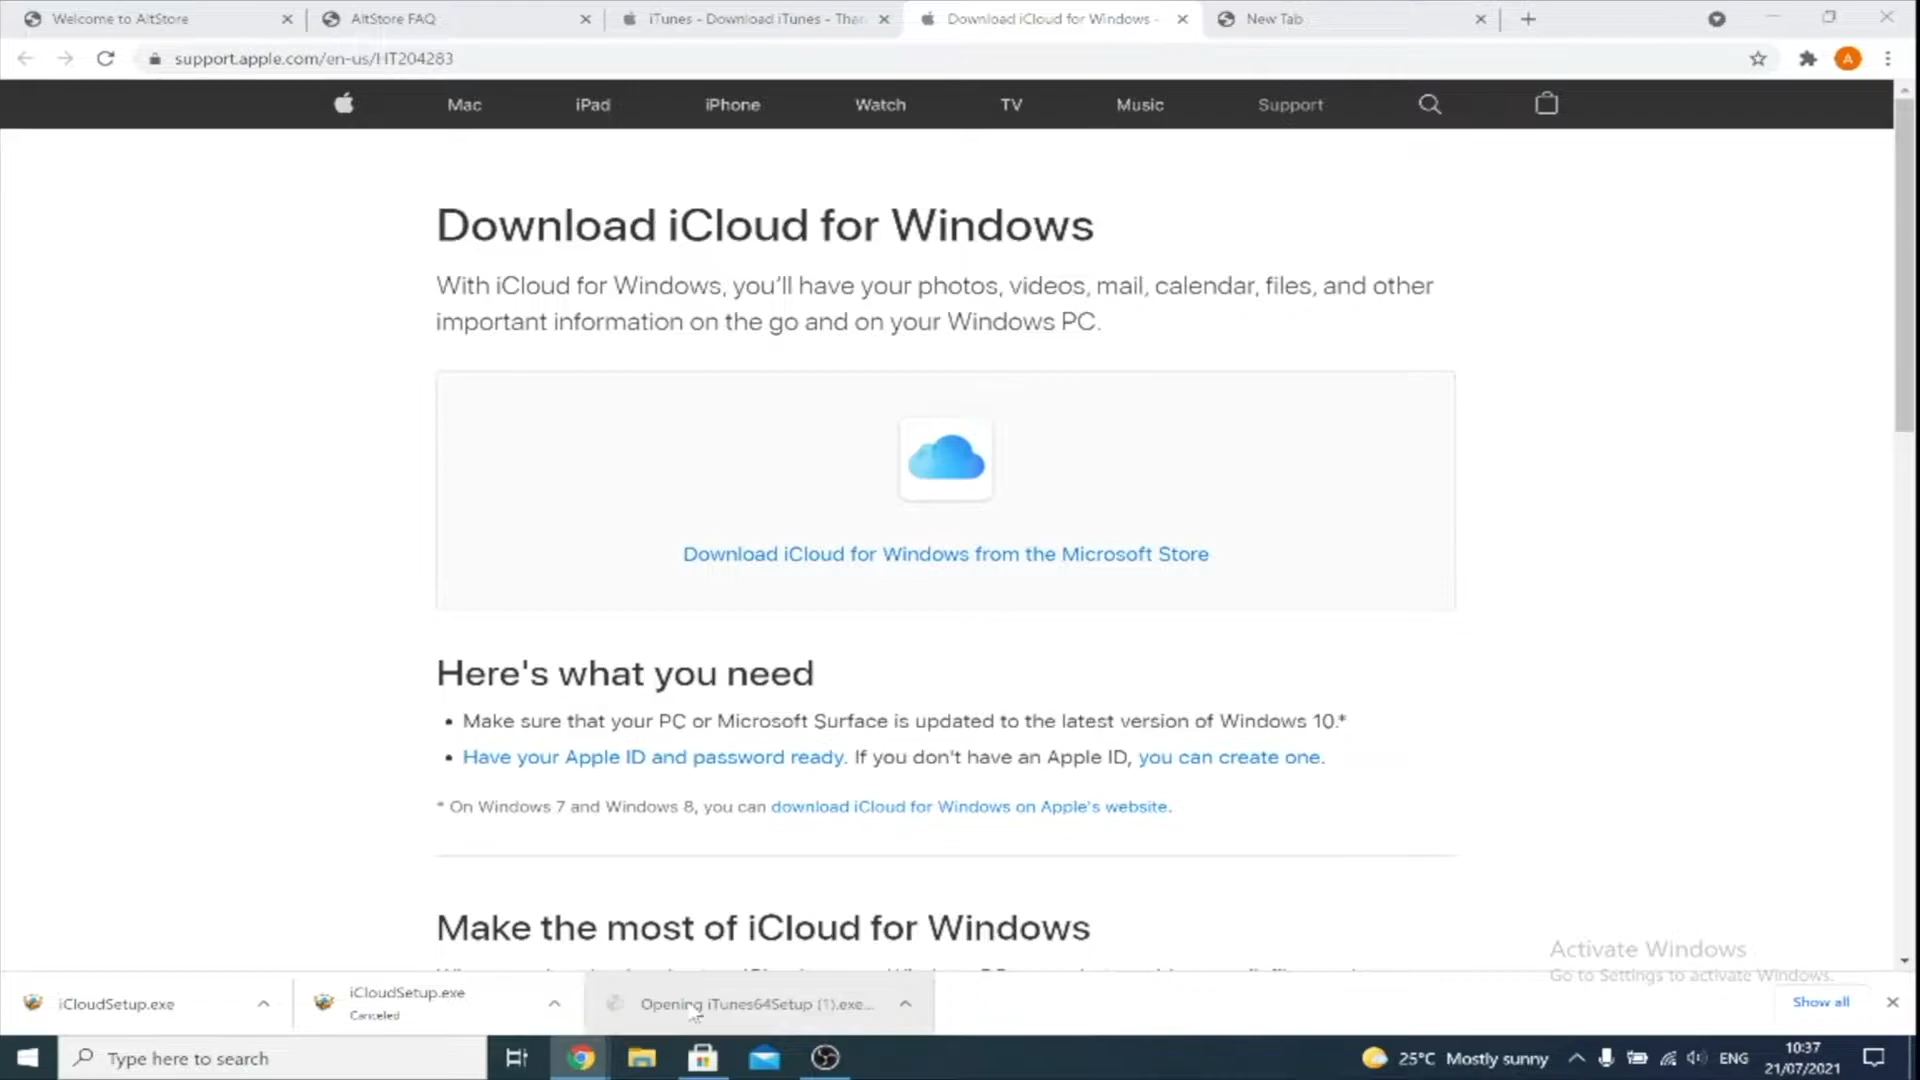 Welcome to AltStore
AltStore FAQ
iTunes - Download iTunes - Than
Download iCloud for Windows -
New Tab
support.apple.com/en-us/HT204283
A
Mac
iPad
iPhone
Watch
TV
Music
Support
Download iCloud for Windows
With iCloud for Windows, you’ll have your photos, videos, mail, calendar, files, and other
important information on the go and on your Windows PC.
Download iCloud for Windows from the Microsoft Store
Here's what you need
• Make sure that your PC or Microsoft Surface is updated to the latest version of Windows 10.*
• Have your Apple ID and password ready. If you don't have an Apple ID, you can create one.
* On Windows 7 and Windows 8, you can download iCloud for Windows on Apple's website.
Make the most of iCloud for Windows
Activate Windows
Go to Settings to activate Windows.
iCloudSetup.exe
iCloudSetup.exe
Canceled
Opening iTunes64Setup (1).exe...
Show all
Type here to search
25°C Mostly sunny
ENG
10:37
21/07/2021